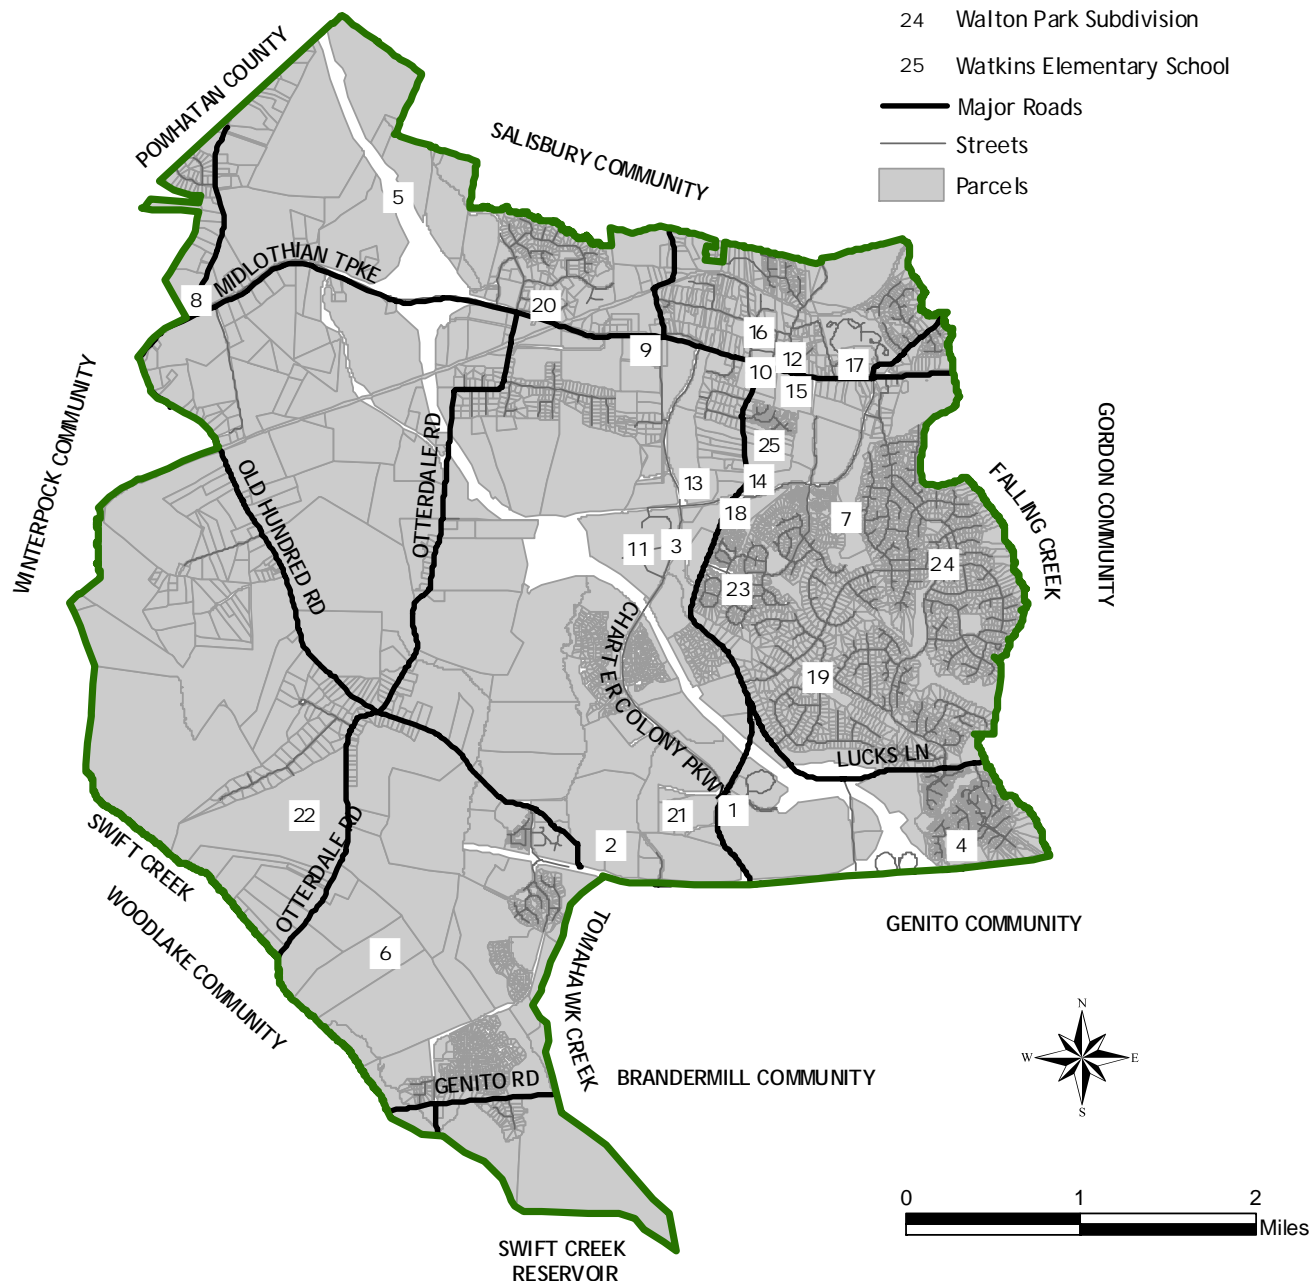 24 Walton Park Subdivision
25 Watkins Elementary School
Major Roads
Streets
Parcels
POWHATAN COUNTY
SALISBURY COMMUNITY
5
MIDLOTHIAN TPKE
8
20
16
9
12
17
10
15
WINTERPOCK COMMUNITY
GORDON COMMUNITY
OTTERDALE RD
25
OLD HUNDRED RD
13
14
FALLING CREEK
18
7
11
3
24
23
CHARTER COLONY PKWY
19
LUCKS LN
22
21
1
SWIFT CREEK
OTTERDALE RD
2
4
WOODLAKE COMMUNITY
TOMAHAWK CREEK
GENITO COMMUNITY
6
N
W
E
S
GENITO RD
BRANDERMILL COMMUNITY
0 1 2
Miles
SWIFT CREEK
RESERVOIR